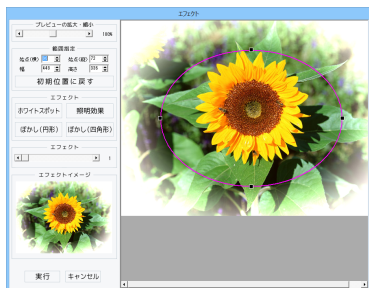 エフェクト
プレビューの拡大・縮小
100%
範囲指定
始点(横) 始点(縦) 72
幅 443 高さ 335
初期位置に戻す
エフェクト
ホワイトスポット 照明効果
ぼかし(円形) ぼかし(四角形)
エフェクト
1
エフェクトイメージ
実行 キャンセル